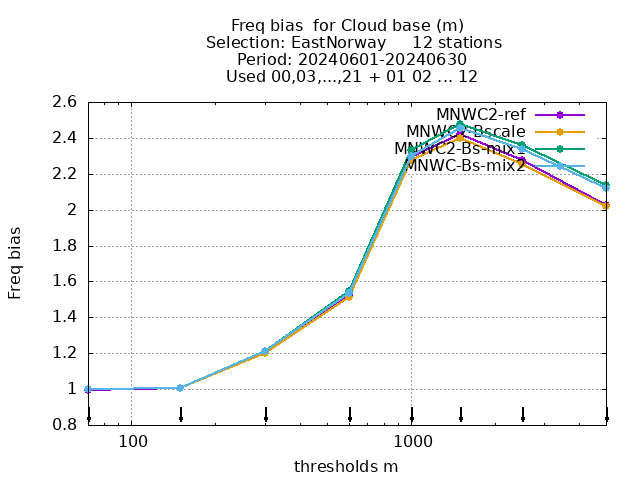 Freq bias  for Cloud base (m)
Selection: EastNorway     12 stations
Period: 20240601-20240630
Used 00,03,...,21 + 01 02 ... 12
2.6
2.4
2.2
2
1.8
1.6
1.4
1.2
1
0.8
Freq bias
MNWC2-ref
MNWC2-Bscale
MNWC2-Bs-mix1
MNWC-Bs-mix2
100
1000
thresholds m